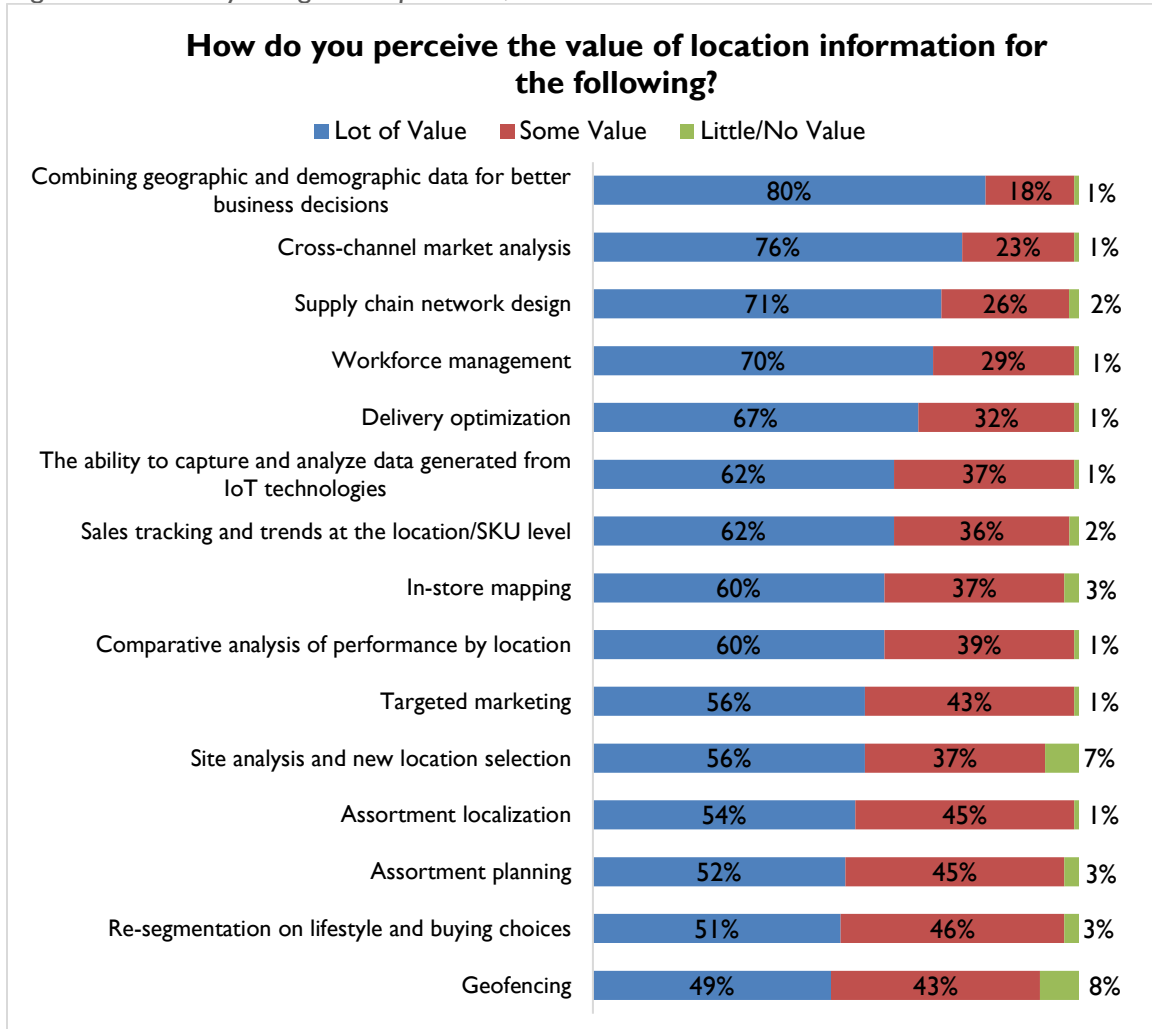 How do you perceive the value of location information for
the following?
Lot of Value Some Value Little/No Value
Combining geographic and demographic data for better
business decisions
80% 18% 1%
Cross-channel market analysis 76% 23% 1%
Supply chain network design 71% 26% 2%
Workforce management 70% 29% 1%
Delivery optimization 67% 32% 1%
The ability to capture and analyze data generated from
IoT technologies
62% 37% 1%
Sales tracking and trends at the location/SKU level 62% 36% 2%
In-store mapping 60% 37% 3%
Comparative analysis of performance by location 60% 39% 1%
Targeted marketing 56% 43% 1%
Site analysis and new location selection 56% 37% 7%
Assortment localization 54% 45% 1%
Assortment planning 52% 45% 3%
Re-segmentation on lifestyle and buying choices 51% 46% 3%
Geofencing 49% 43% 8%